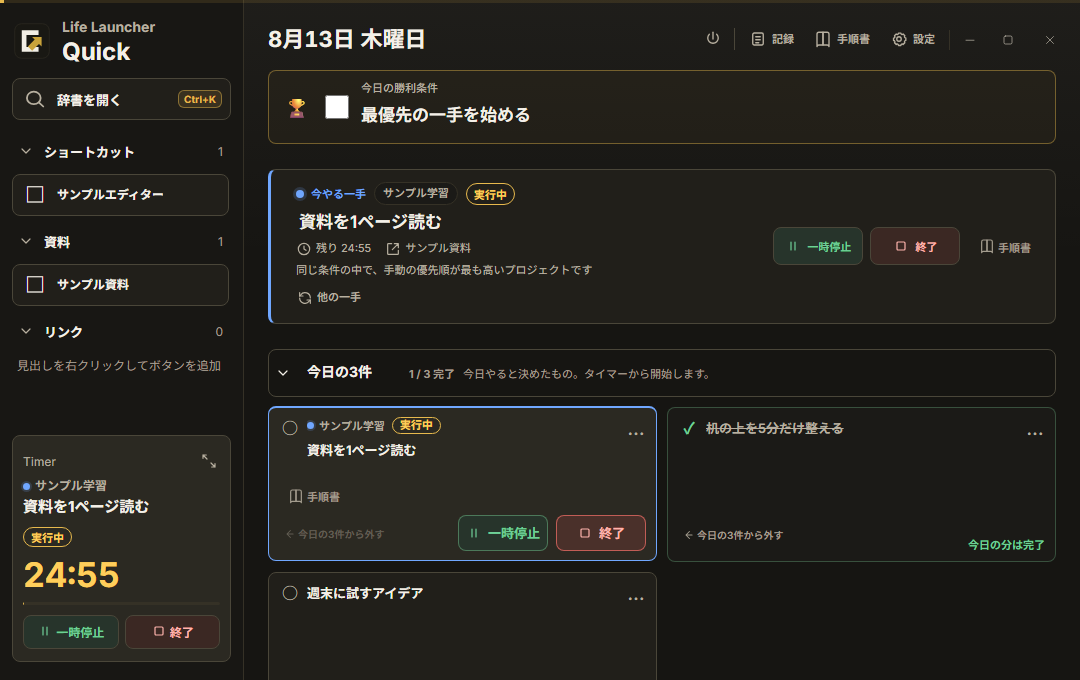 Life Launcher
Quick
辞書を開く Ctrl+K
ショートカット 1
サンプルエディター
資料 1
サンプル資料
リンク 0
見出しを右クリックしてボタンを追加
Timer
サンプル学習
資料を1ページ読む
実行中
24:55
一時停止 終了
8月13日 木曜日
記録 手順書 設定
今日の勝利条件
最優先の一手を始める
今やる一手 サンプル学習 実行中
資料を1ページ読む
残り 24:55 サンプル資料
同じ条件の中で、手動の優先順が最も高いプロジェクトです
他の一手
一時停止 終了 手順書
今日の3件 1 / 3 完了 今日やると決めたもの。タイマーから開始します。
サンプル学習 実行中 ...
資料を1ページ読む
手順書
← 今日の3件から外す 一時停止 終了
✓ 机の上を5分だけ整える ...
← 今日の3件から外す
今日の分は完了
週末に試すアイデア ...